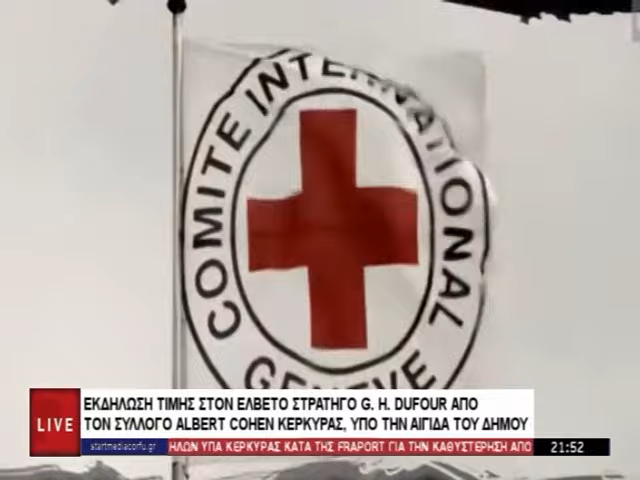 COMITE INTERNATIONAL
GENEVE
LIVE
ΕΚΔΗΛΩΣΗ ΤΙΜΗΣ ΣΤΟΝ ΕΛΒΕΤΟ ΣΤΡΑΤΗΓΟ G. H. DUFOUR ΑΠΟ
ΤΟΝ ΣΥΛΛΟΓΟ ALBERT COHEN ΚΕΡΚΥΡΑΣ, ΥΠΟ ΤΗΝ ΑΙΓΙΔΑ ΤΟΥ ΔΗΜΟΥ
startmediacorfu.gr
ΗΛΩΝ ΥΠΑ ΚΕΡΚΥΡΑΣ ΚΑΤΑ ΤΗΣ FRAPORT ΓΙΑ ΤΗΝ ΚΑΘΥΣΤΕΡΗΣΗ ΑΠΟ
21:52